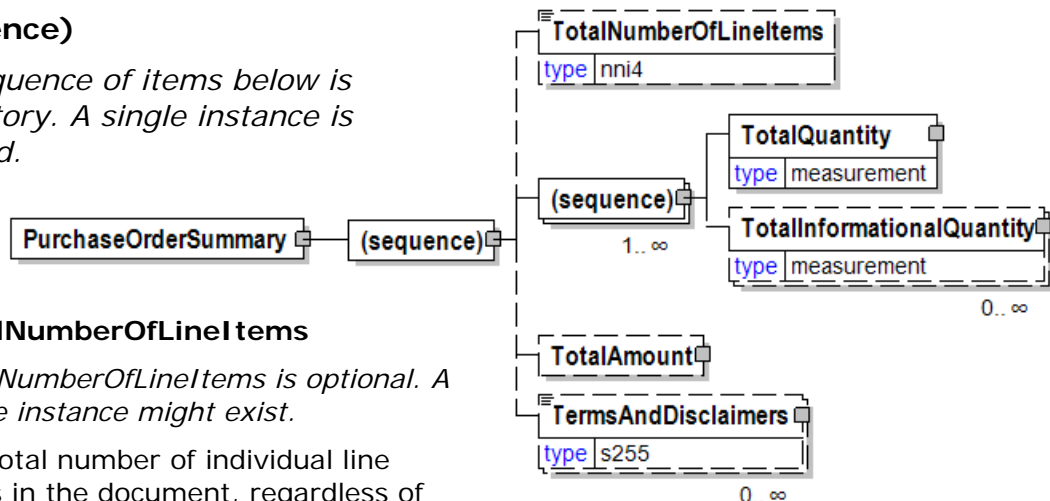 ence)
quence of items below is
tory. A single instance is
d.
TotalNumberOfLineItems
type nni4
(sequence)
1.. ∞
TotalQuantity
type measurement
TotalInformationalQuantity
type measurement
0.. ∞
PurchaseOrderSummary
(sequence)
TotalAmount
TermsAndDisclaimers
type s255
0.. ∞
lNumberOfLineItems
NumberOfLineItems is optional. A
e instance might exist.
otal number of individual line
s in the document, regardless of